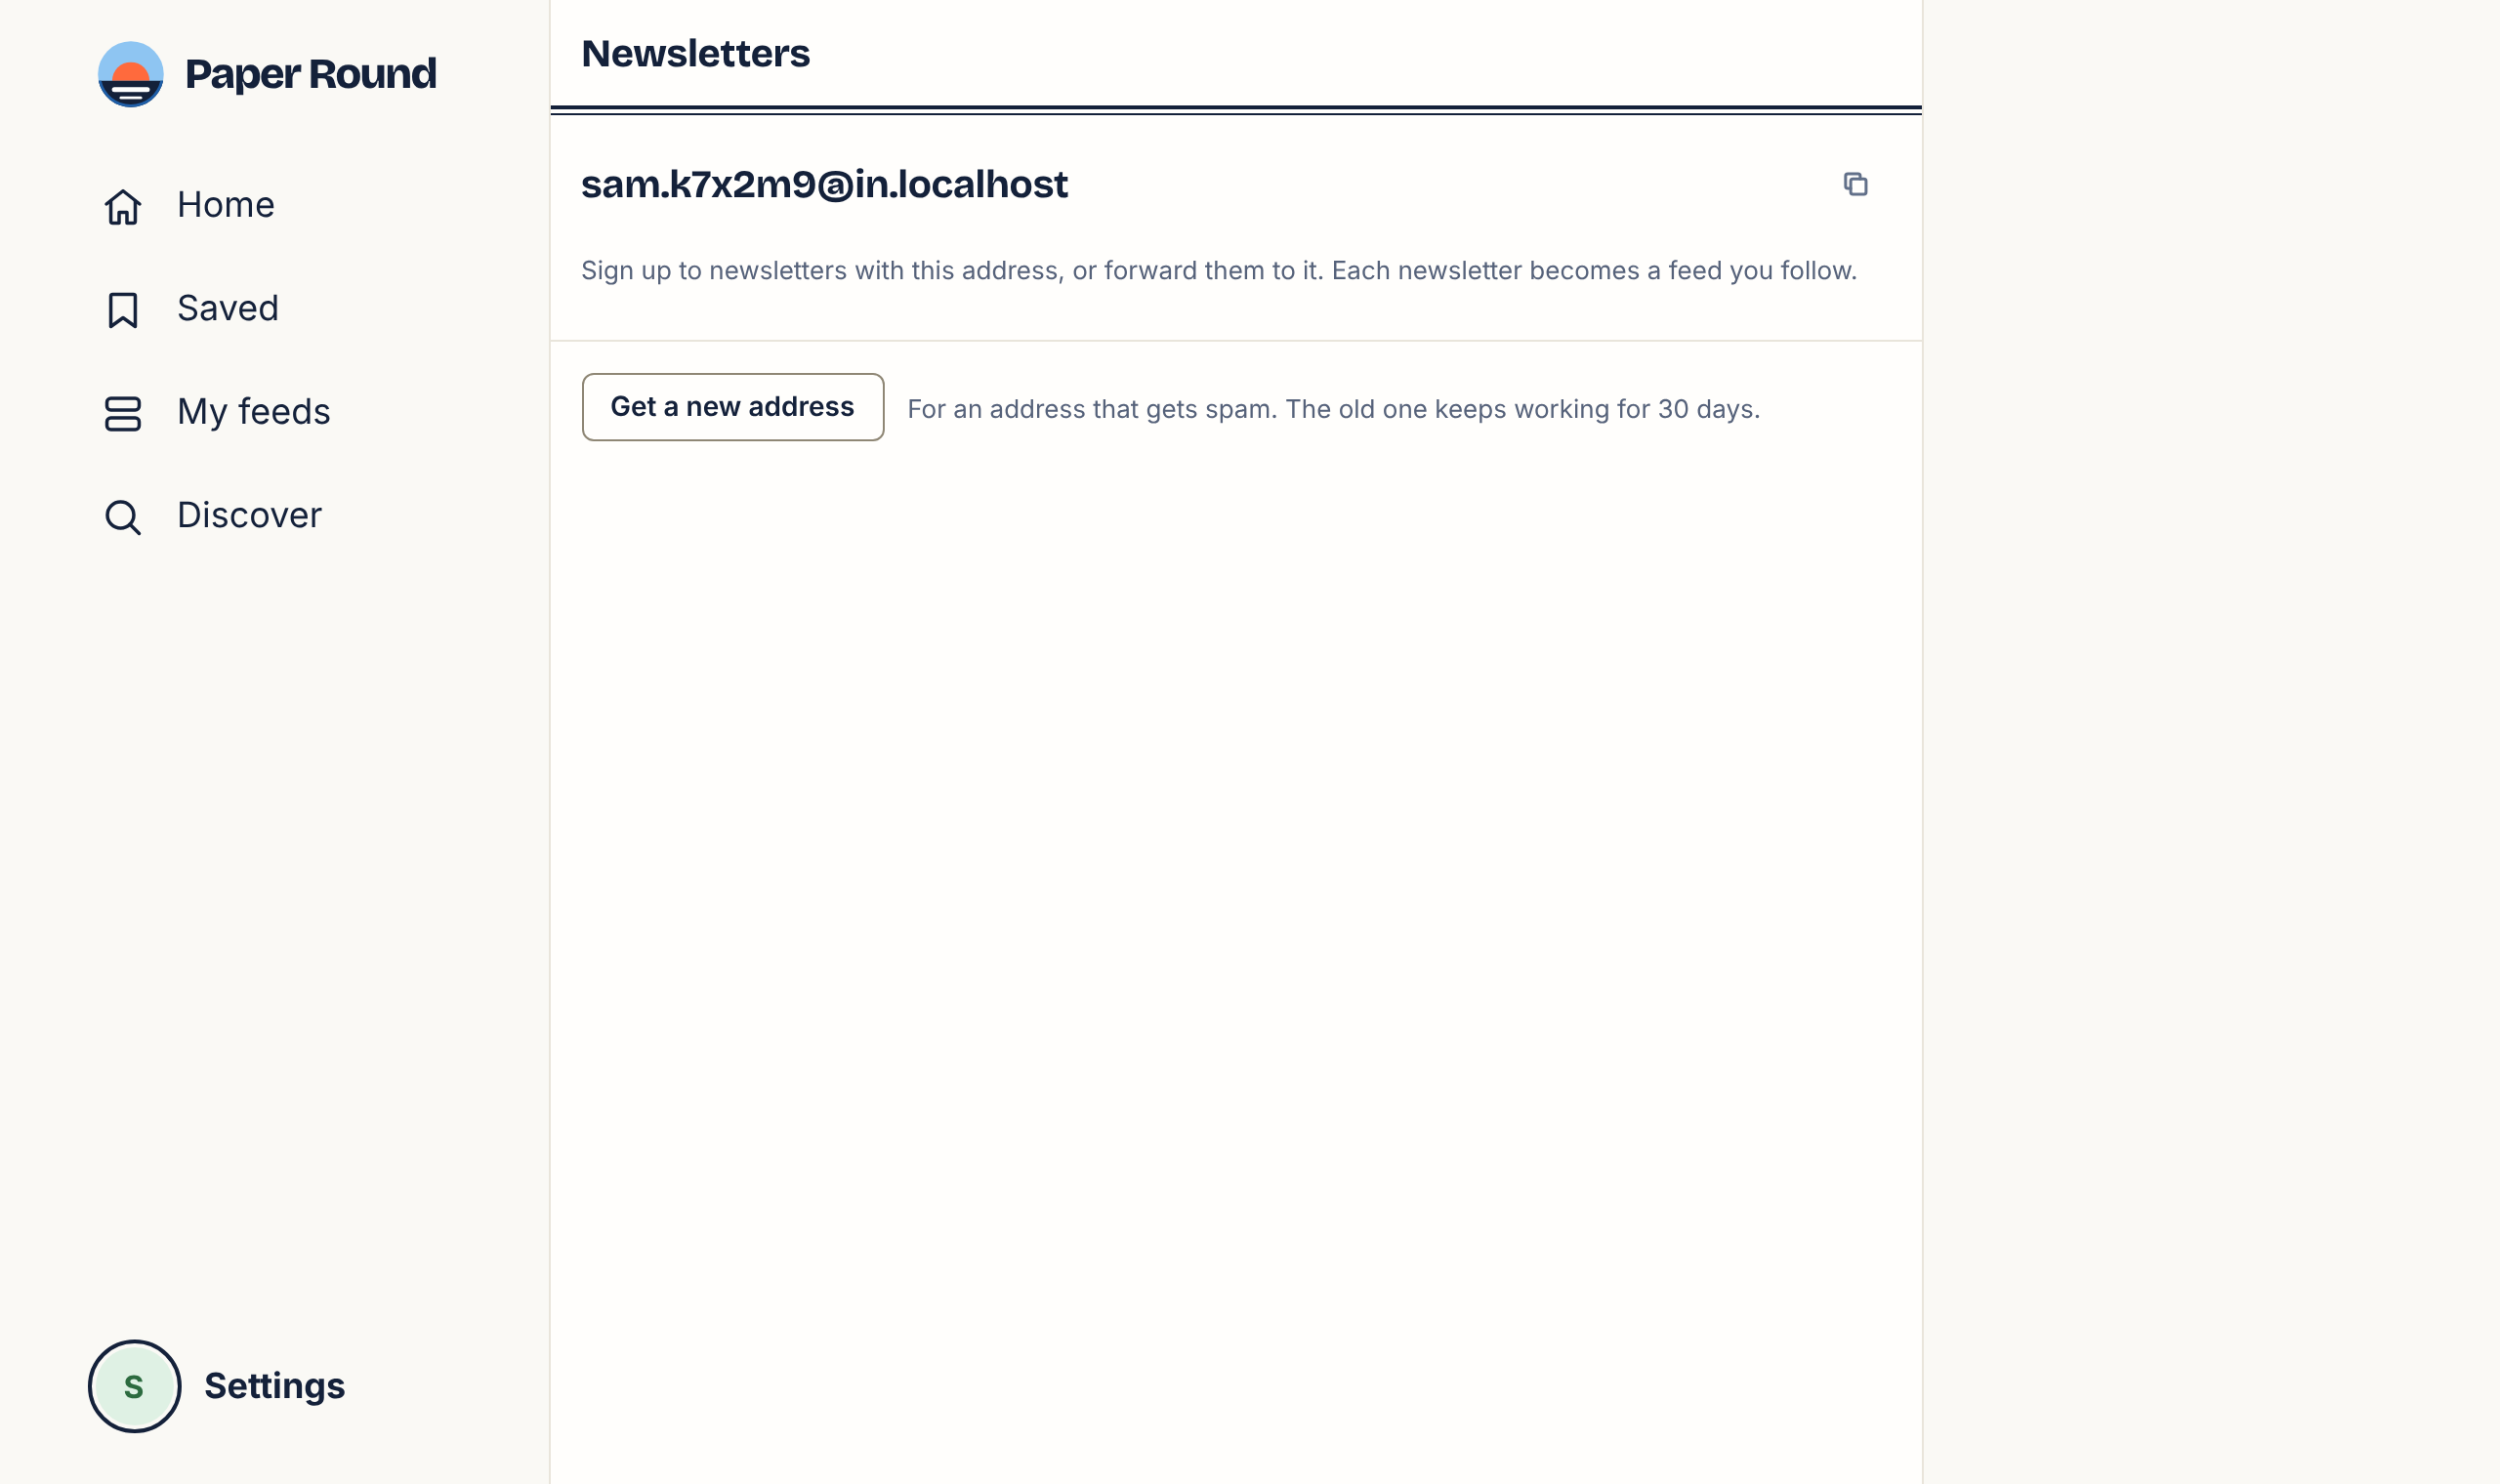 Paper Round
Home
Saved
My feeds
Discover
S
Settings
Newsletters
sam.k7x2m9@in.localhost
Sign up to newsletters with this address, or forward them to it. Each newsletter becomes a feed you follow.
Get a new address
For an address that gets spam. The old one keeps working for 30 days.